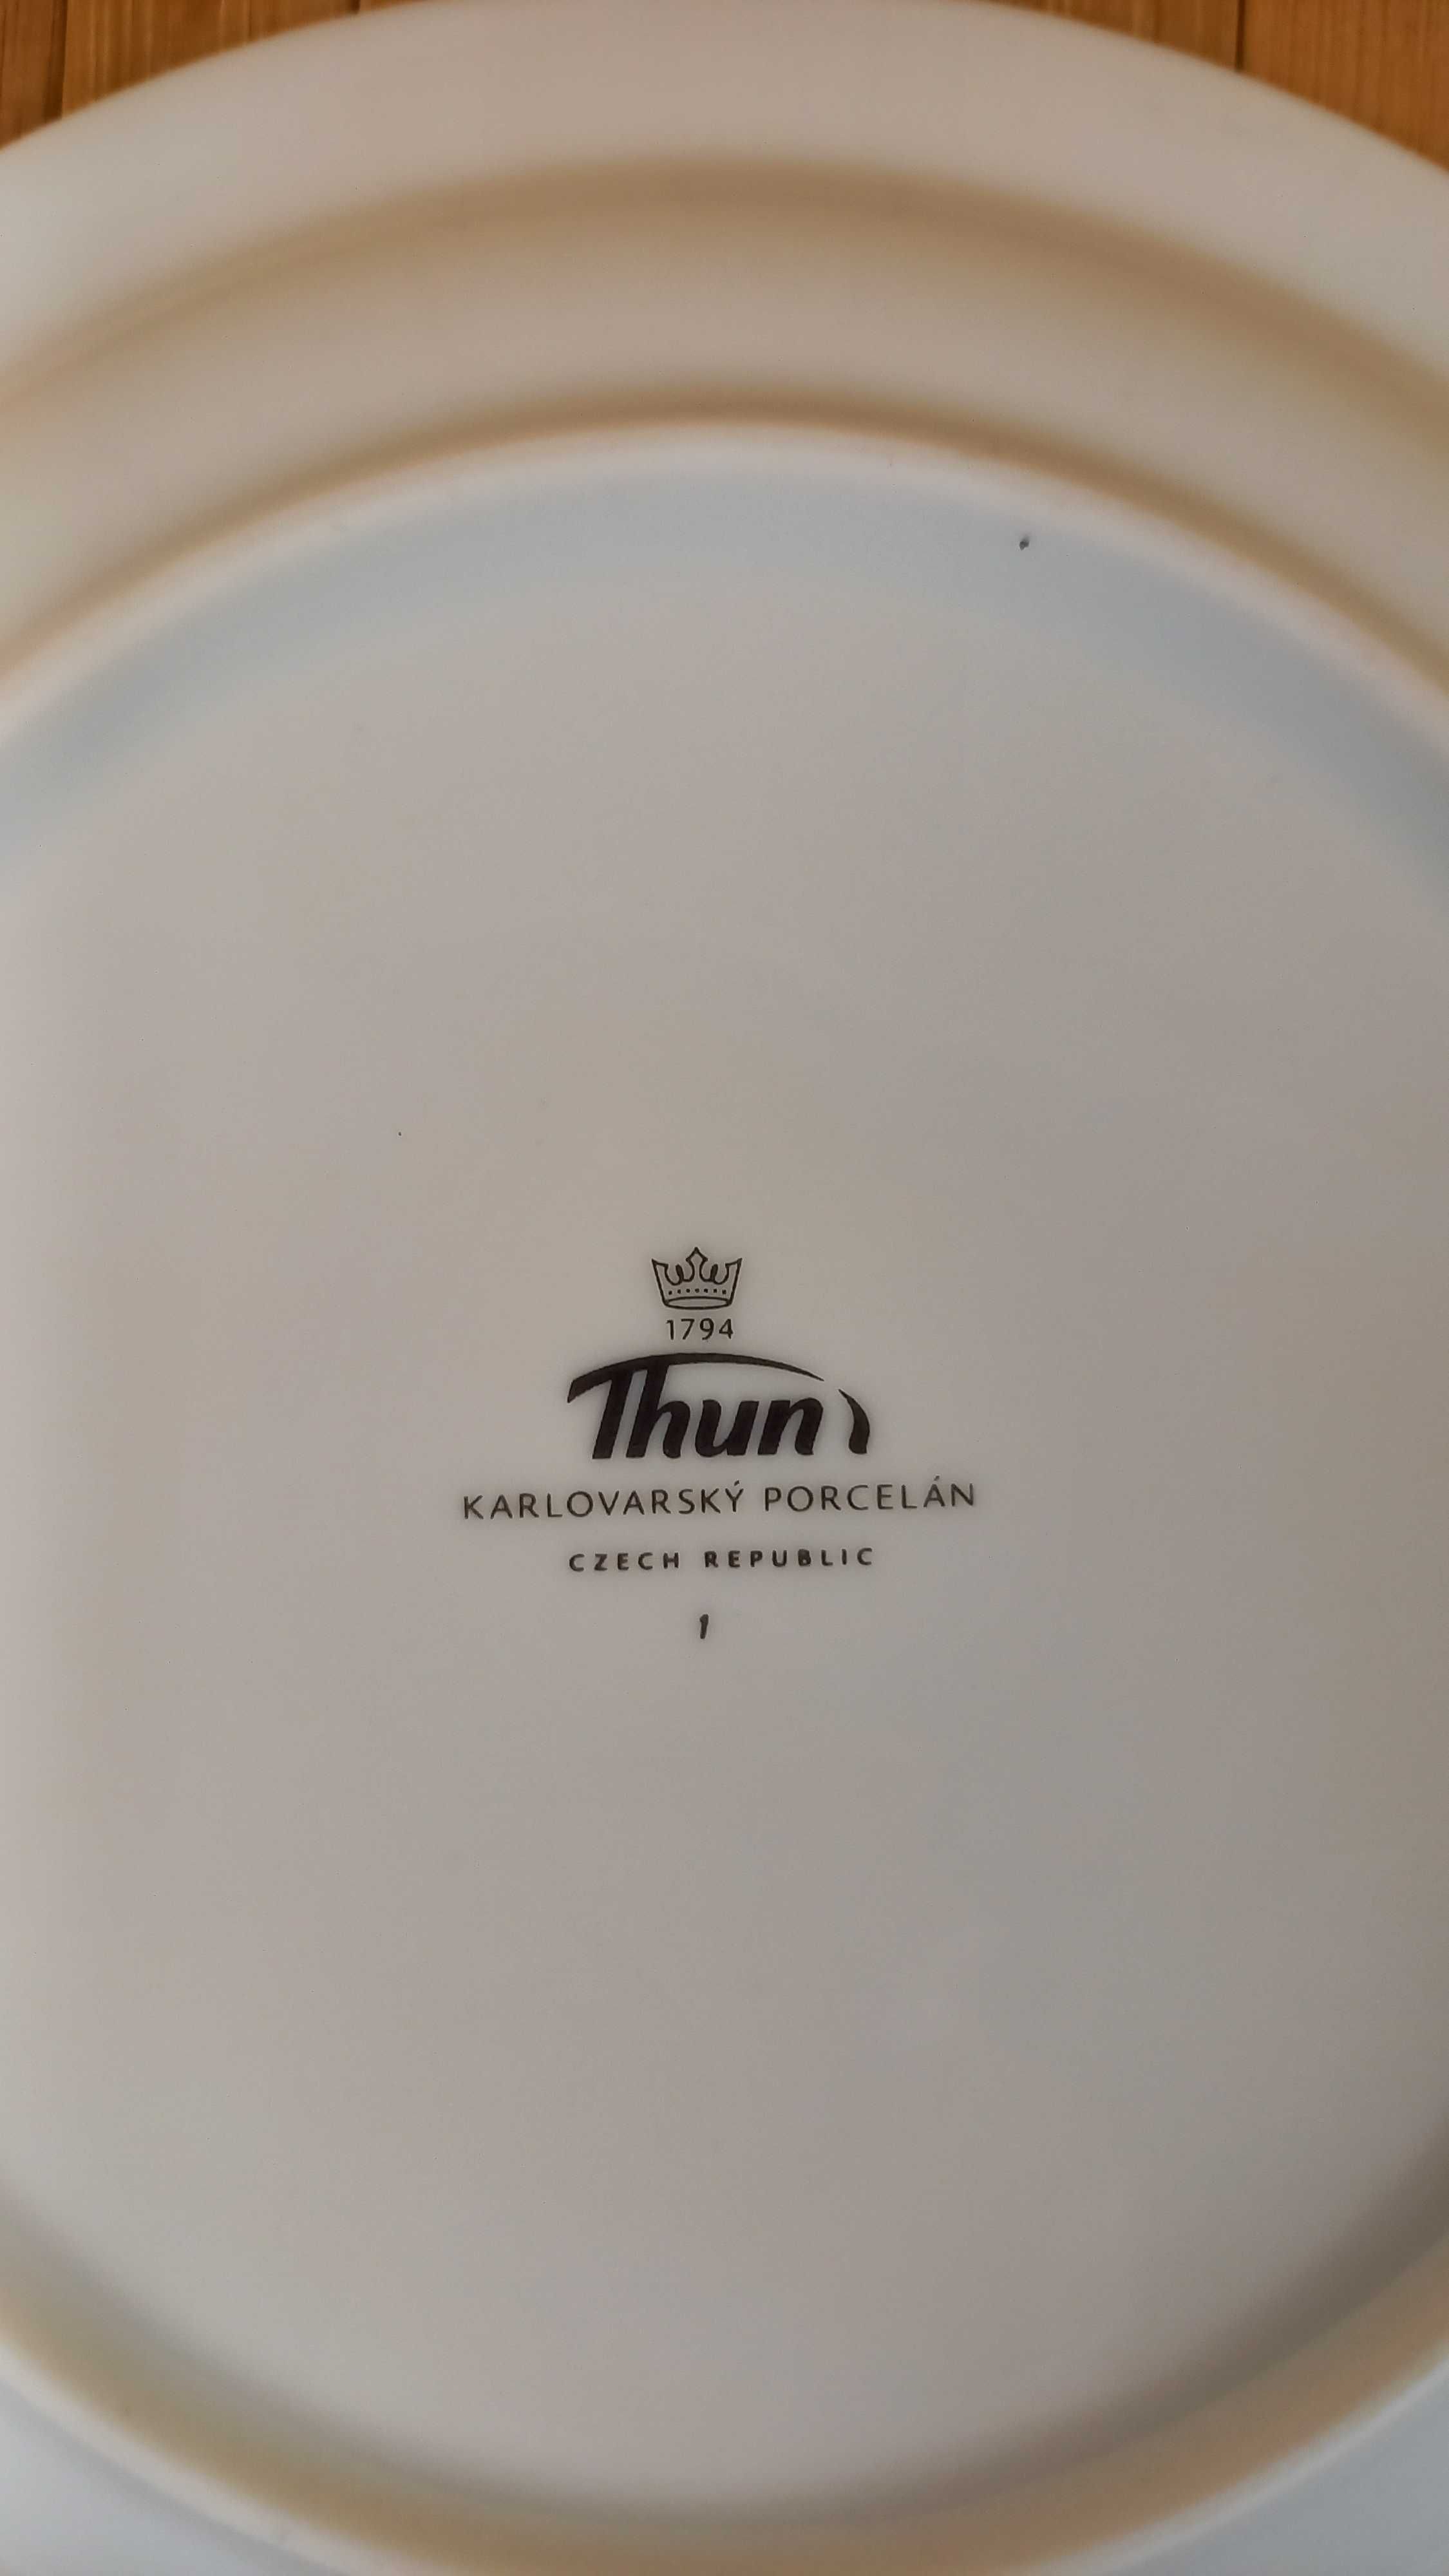 1794
Thun
KARLOVARSKÝ PORCELÁN
CZECH REPUBLIC
1